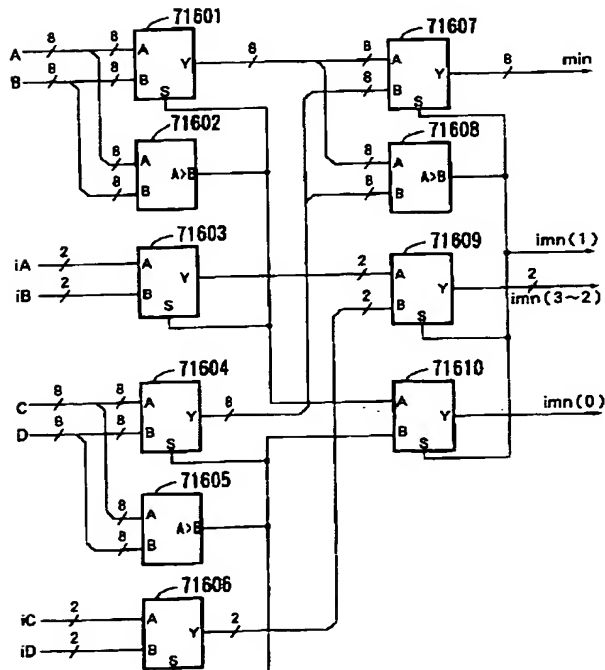 71601
71607
A 8 8 A Y 8 8 A Y 8 min
B 8 8 B S 8 B S
71602
71608
8 A A>B 8 A A>B
8 B 8 B
71603
71609
iA 2 A Y 2 A Y 2 imn(1)
iB 2 B S 2 B S imn(3~2)
71604
71610
C 8 8 A Y 8 A Y imn(0)
D 8 8 B S B S
71605
8 A A>B
8 B
71606
iC 2 A Y 2
iD 2 B S